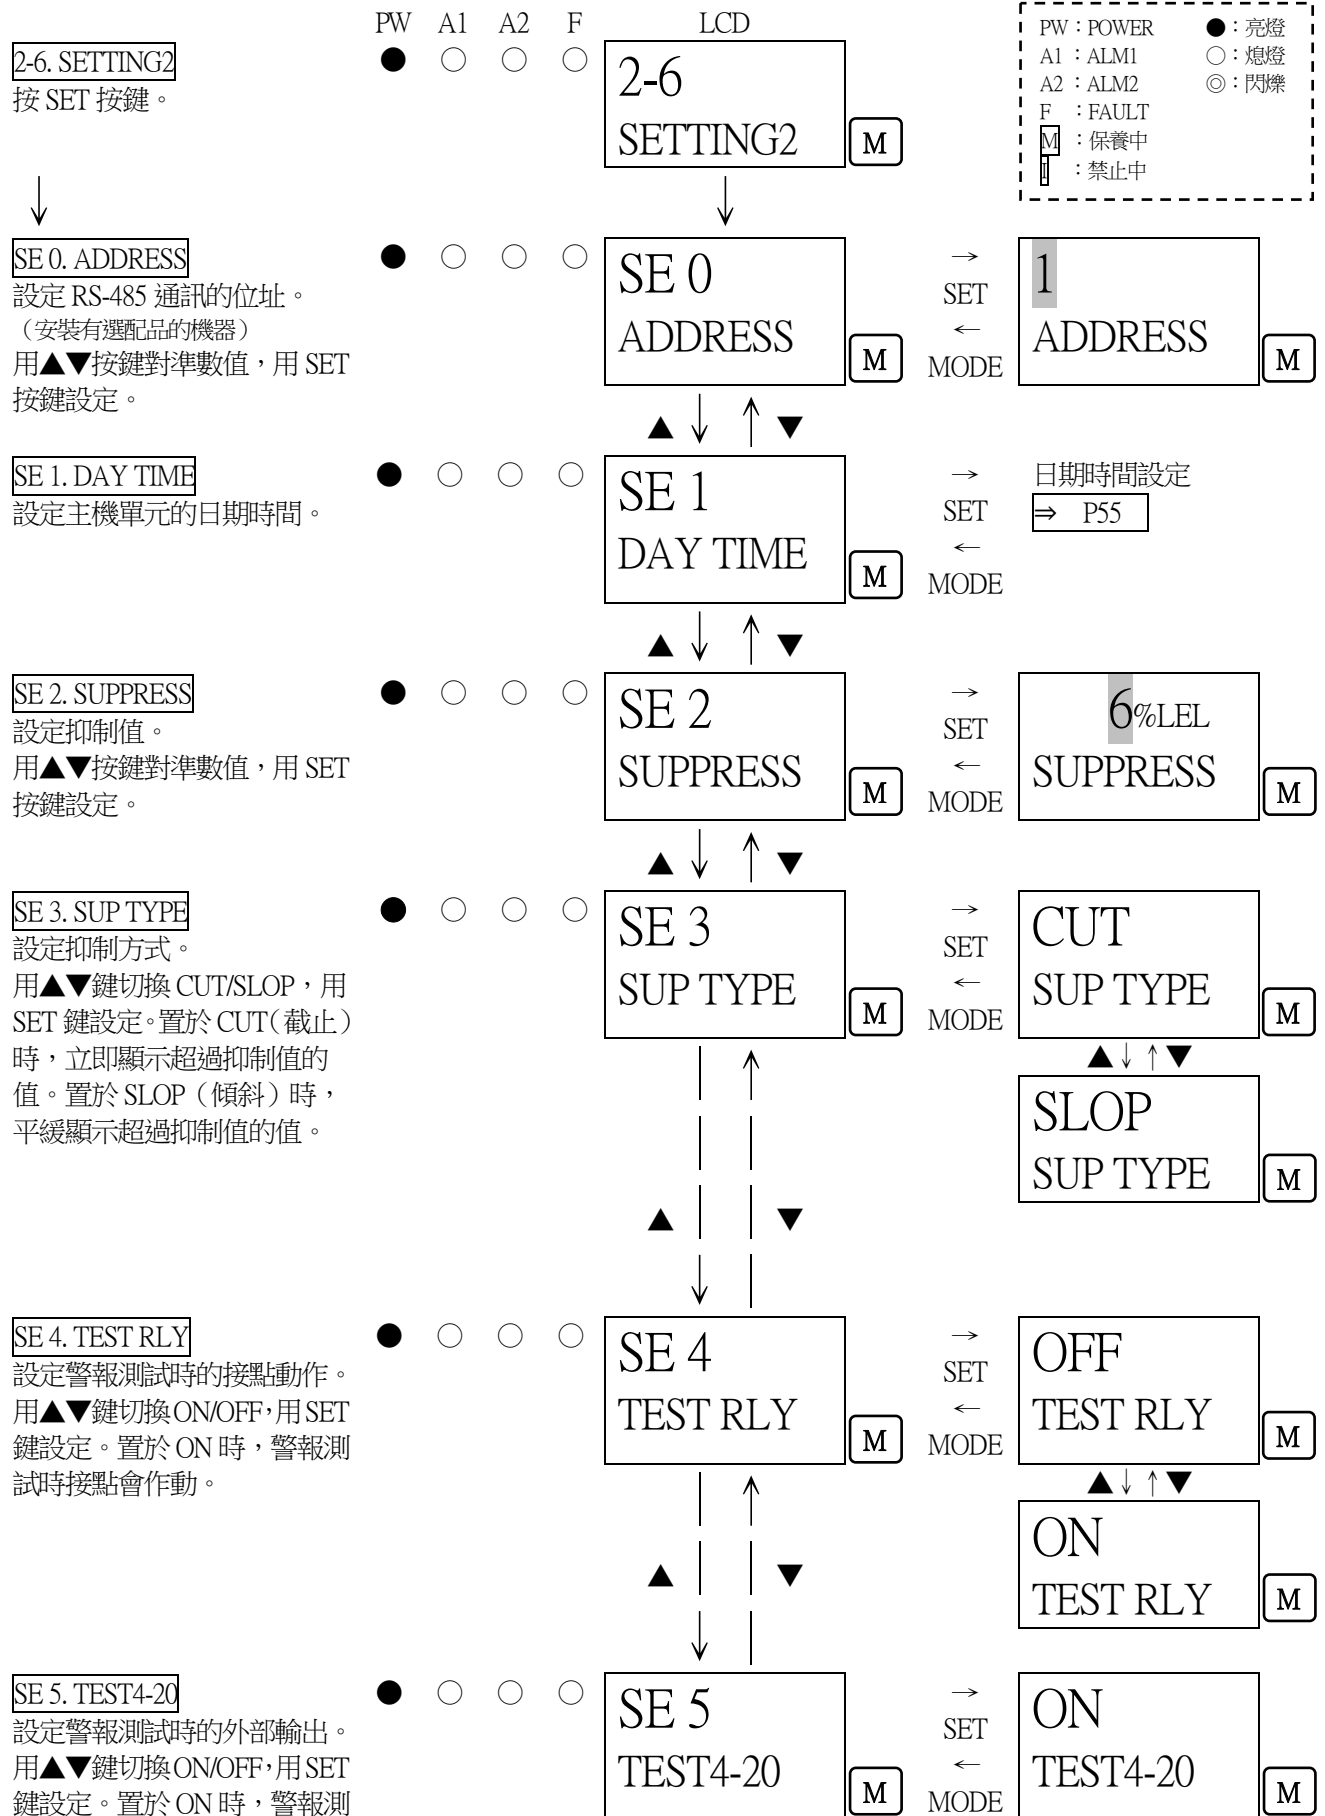 PW A1 A2 F LCD
PW：POWER ●：亮燈
A1：ALM1 ○：熄燈
A2：ALM2 ◎：閃爍
F ：FAULT
M ：保養中
I ：禁止中
2-6. SETTING2 ● ○ ○ ○
按 SET 按鍵。
2-6
SETTING2 M
↓ ↓
SE 0. ADDRESS ● ○ ○ ○
設定 RS-485 通訊的位址。
（安裝有選配品的機器）
用▲▼按鍵對準數值，用 SET
按鍵設定。
SE 0
ADDRESS M
→
SET
←
MODE
1
ADDRESS M
▲ ↓ ↑ ▼
SE 1. DAY TIME ● ○ ○ ○
設定主機單元的日期時間。
SE 1
DAY TIME M
→
SET
←
MODE
日期時間設定
⇒ P55
▲ ↓ ↑ ▼
SE 2. SUPPRESS ● ○ ○ ○
設定抑制值。
用▲▼按鍵對準數值，用 SET
按鍵設定。
SE 2
SUPPRESS M
→
SET
←
MODE
6%LEL
SUPPRESS M
▲ ↓ ↑ ▼
SE 3. SUP TYPE ● ○ ○ ○
設定抑制方式。
用▲▼鍵切換 CUT/SLOP，用
SET 鍵設定。置於 CUT（截止）
時，立即顯示超過抑制值的
值。置於 SLOP（傾斜）時，
平緩顯示超過抑制值的值。
SE 3
SUP TYPE M
→
SET
←
MODE
CUT
SUP TYPE M
▲↓ ↑▼
SLOP
SUP TYPE M
▲ ↓ ↑ ▼
SE 4. TEST RLY ● ○ ○ ○
設定警報測試時的接點動作。
用▲▼鍵切換 ON/OFF，用 SET
鍵設定。置於 ON 時，警報測
試時接點會作動。
SE 4
TEST RLY M
→
SET
←
MODE
OFF
TEST RLY M
▲↓ ↑▼
ON
TEST RLY M
▲ ↓ ↑ ▼
SE 5. TEST4-20 ● ○ ○ ○
設定警報測試時的外部輸出。
用▲▼鍵切換 ON/OFF，用 SET
鍵設定。置於 ON 時，警報測
SE 5
TEST4-20 M
→
SET
←
MODE
ON
TEST4-20 M